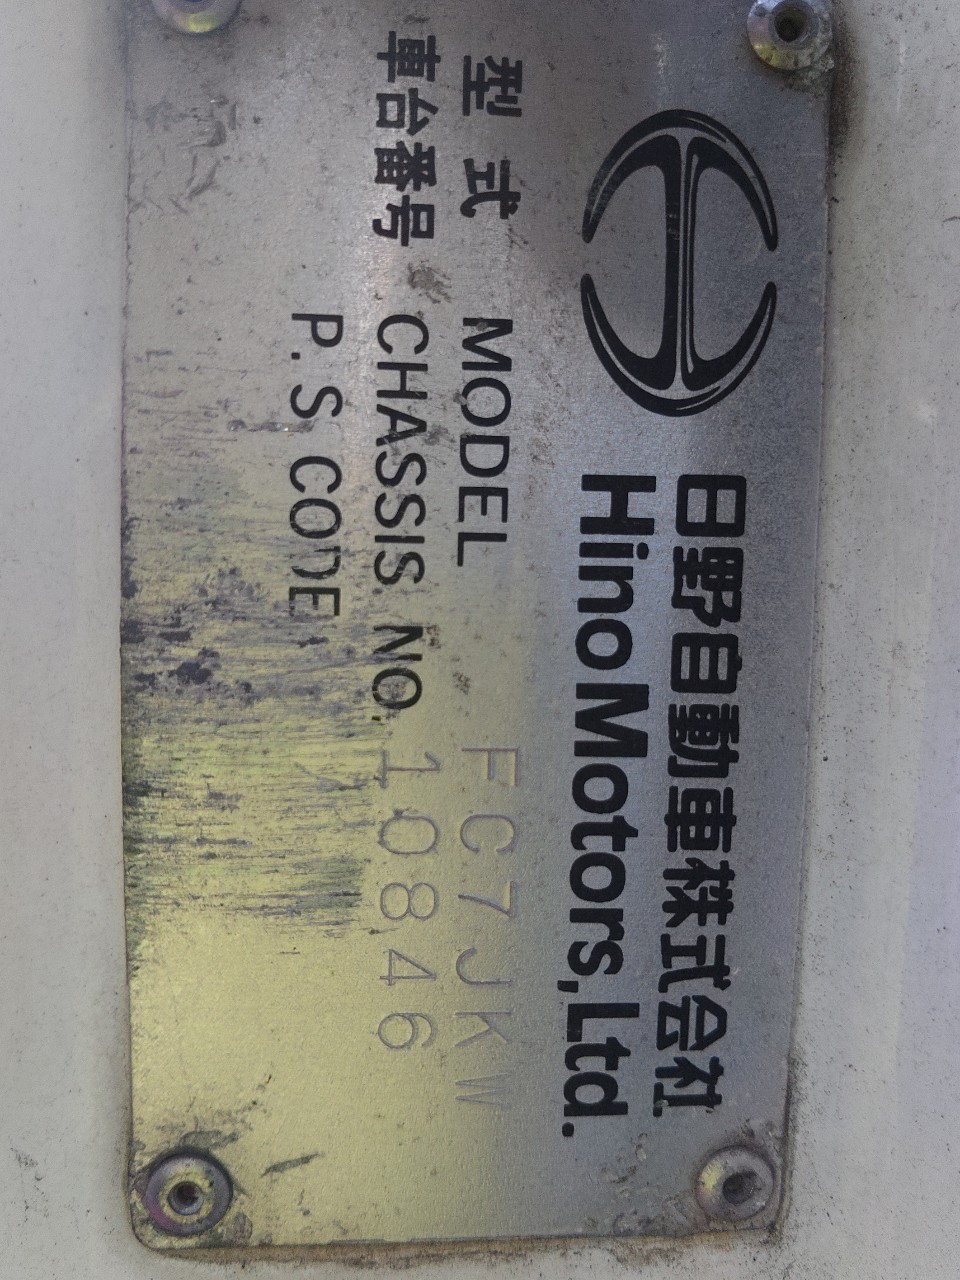 日野自動車株式会社
Hino Motors, Ltd.
型式 MODEL FC7JKW
車台番号 CHASSIS NO. 10846
P.S CODE